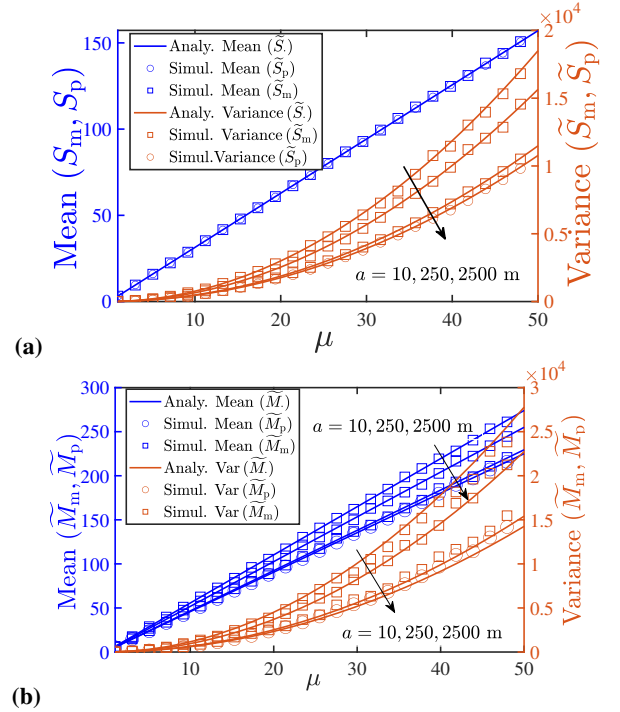 ×10⁴
Analy. Mean (S̃.)
Simul. Mean (S̃ₚ)
Simul. Mean (S̃ₘ)
Analy. Variance (S̃.)
Simul. Variance (S̃ₘ)
Simul.Variance (S̃ₚ)
Mean (Sₘ, Sₚ)
150
100
50
0
Variance (S̃ₘ, S̃ₚ)
2
1.5
1
0.5
0
a = 10, 250, 2500 m
10 20 30 40 50
μ
(a)
×10⁴
Analy. Mean (M̃.)
Simul. Mean (M̃ₚ)
Simul. Mean (M̃ₘ)
Analy. Var (M̃.)
Simul. Var (M̃ₚ)
Simul. Var (M̃ₘ)
Mean (M̃ₘ, M̃ₚ)
300
250
200
150
100
50
0
Variance (M̃ₘ, M̃ₚ)
3
2.5
2
1.5
1
0.5
0
a = 10, 250, 2500 m
a = 10, 250, 2500 m
10 20 30 40 50
μ
(b)